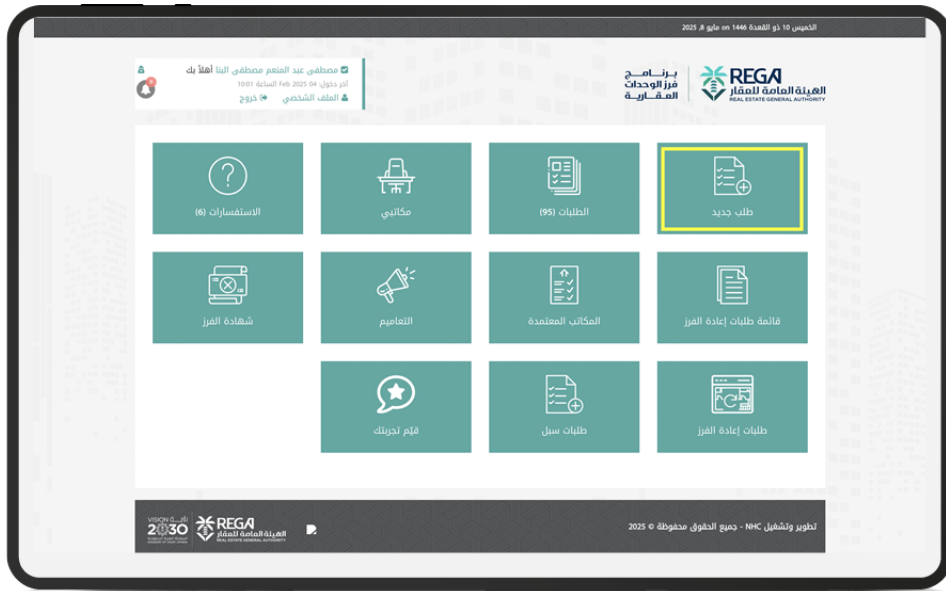 الخميس 10 ذو القعدة 1446 on مايو 8, 2025
REGA
الهيئة العامة للعقار
REAL ESTATE GENERAL AUTHORITY
برنــامــج
فرز الوحدات
العـقــاريـة
مصطفى عبد المنعم مصطفى البنا أهلاً بك
آخر دخول: 04 Feb 2025 الساعة 10:01
الملف الشخصي خروج
طلب جديد
الطلبات (95)
مكاتبي
الاستفسارات (6)
قائمة طلبات إعادة الفرز
المكاتب المعتمدة
التعاميم
شهادة الفرز
طلبات إعادة الفرز
طلبات سبل
قيّم تجربتك
تطوير وتشغيل NHC - جميع الحقوق محفوظة © 2025
REGA
الهيئة العامة للعقار
REAL ESTATE GENERAL AUTHORITY
VISION رؤيــة
2030